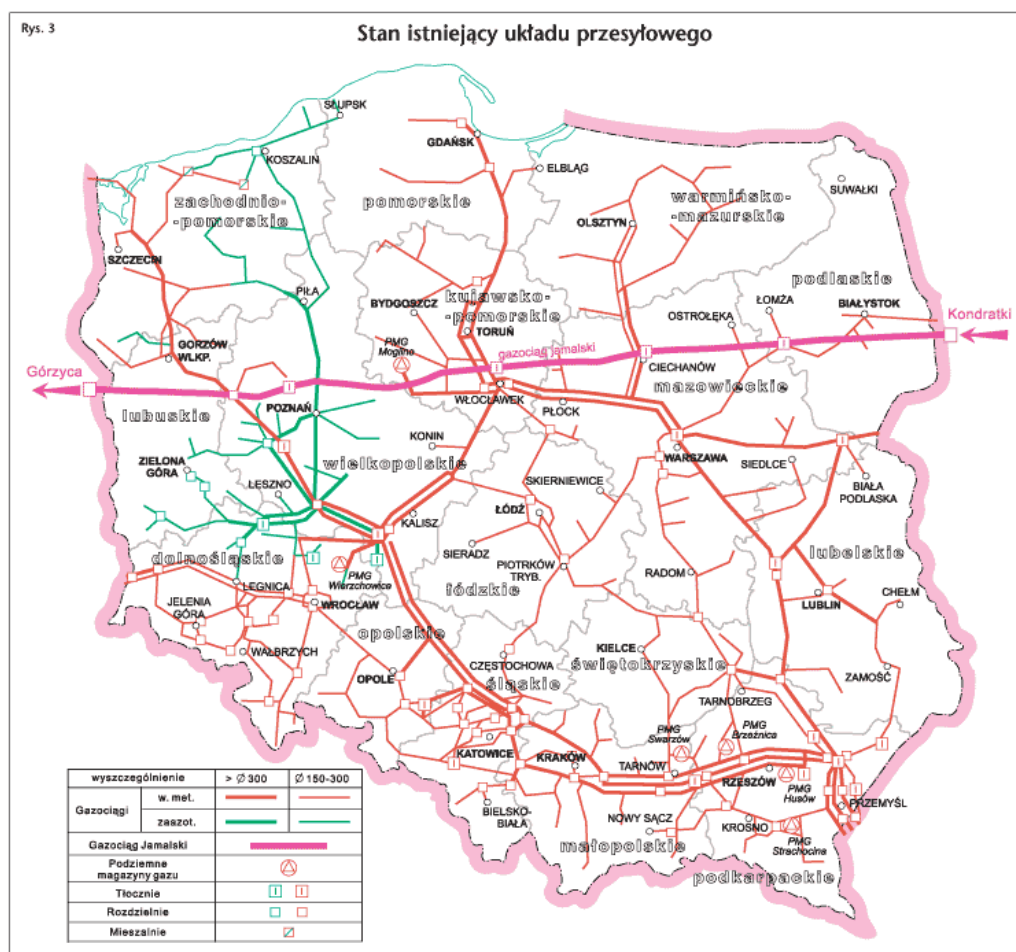 Rys. 3
Stan istniejący układu przesyłowego
SŁUPSK
KOSZALIN
GDAŃSK
ELBLĄG
SUWAŁKI
zachodnio-
-pomorskie
pomorskie
warmińsko-
-mazurskie
OLSZTYN
SZCZECIN
PIŁA
BYDGOSZCZ
kujawsko-
-pomorskie
TORUŃ
podlaskie
ŁOMŻA
BIAŁYSTOK
OSTROŁĘKA
Kondratki
GORZÓW
WLKP.
PMG
Mogilno
gazociąg jamalski
CIECHANÓW
Górzyca
mazowieckie
lubuskie
WŁOCŁAWEK
PŁOCK
POZNAŃ
KONIN
WARSZAWA
SIEDLCE
ZIELONA
GÓRA
wielkopolskie
LESZNO
SKIERNIEWICE
BIAŁA
PODLASKA
KALISZ
ŁÓDŹ
SIERADZ
dolnośląskie
PMG
Wierzchowice
PIOTRKÓW
TRYB.
łódzkie
RADOM
lubelskie
LEGNICA
LUBLIN
CHEŁM
JELENIA
GÓRA
WROCŁAW
opolskie
WAŁBRZYCH
KIELCE
świętokrzyskie
CZĘSTOCHOWA
śląskie
OPOLE
ZAMOŚĆ
TARNOBRZEG
PMG
Swarzów
PMG
Brzeźnica
KATOWICE
KRAKÓW
TARNÓW
RZESZÓW
PMG
Husów
PRZEMYŚL
BIELSKO-
BIAŁA
NOWY SĄCZ
KROSNO
małopolskie
PMG
Strachocina
podkarpackie
wyszczególnienie > Ø 300 Ø 150-300
Gazociągi w. met.
zaazot.
Gazociąg Jamalski
Podziemne
magazyny gazu
Tłocznie
Rozdzielnie
Mieszalnie